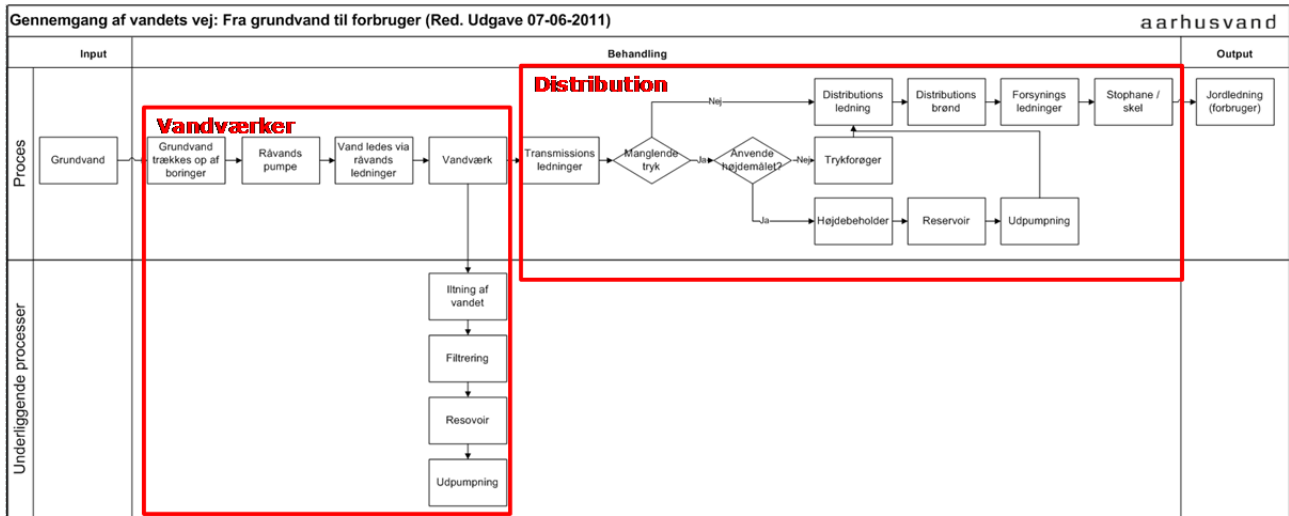 Gennemgang af vandets vej: Fra grundvand til forbruger (Red. Udgave 07-06-2011)
aarhusvand
Input
Behandling
Output
Proces
Grundvand
Vandværker
Grundvand
trækkes op af
boringer
Råvands
pumpe
Vand ledes via
råvands
ledninger
Vandværk
Distribution
Transmissions
ledninger
Manglende
tryk
Nej
Ja
Anvende
højdemålet?
Nej
Ja
Distributions
ledning
Distributions
brønd
Forsynings
ledninger
Stophane /
skel
Trykforøger
Højdebeholder
Reservoir
Udpumpning
Jordledning
(forbruger)
Underliggende processer
Iltning af
vandet
Filtrering
Resovoir
Udpumpning